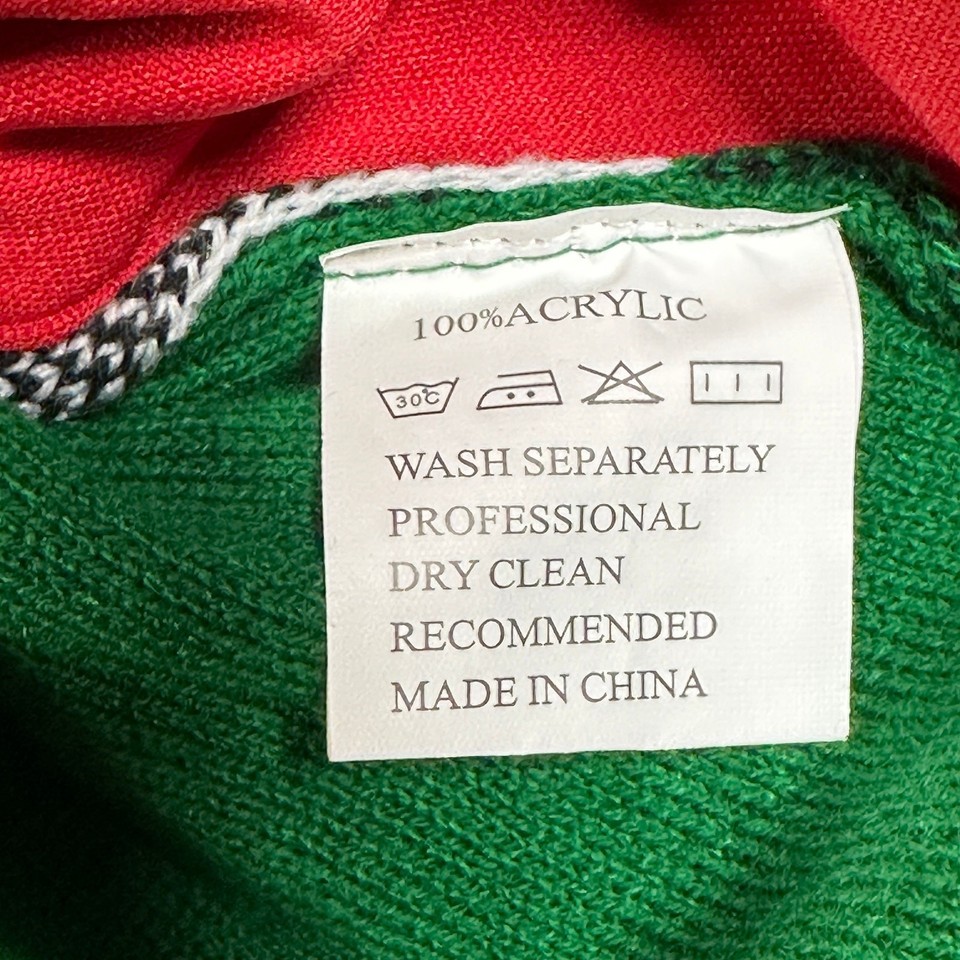 100%ACRYLIC
30℃
WASH SEPARATELY
PROFESSIONAL
DRY CLEAN
RECOMMENDED
MADE IN CHINA